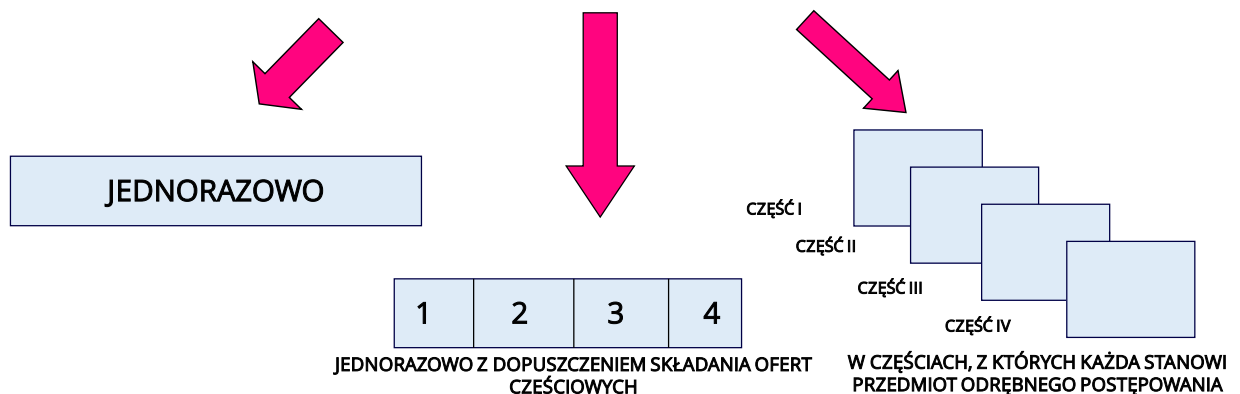 JEDNORAZOWO
1 2 3 4
JEDNORAZOWO Z DOPUSZCZENIEM SKŁADANIA OFERT
CZEŚCIOWYCH
CZĘŚĆ I
CZĘŚĆ II
CZĘŚĆ III
CZĘŚĆ IV
W CZĘŚCIACH, Z KTÓRYCH KAŻDA STANOWI
PRZEDMIOT ODRĘBNEGO POSTĘPOWANIA